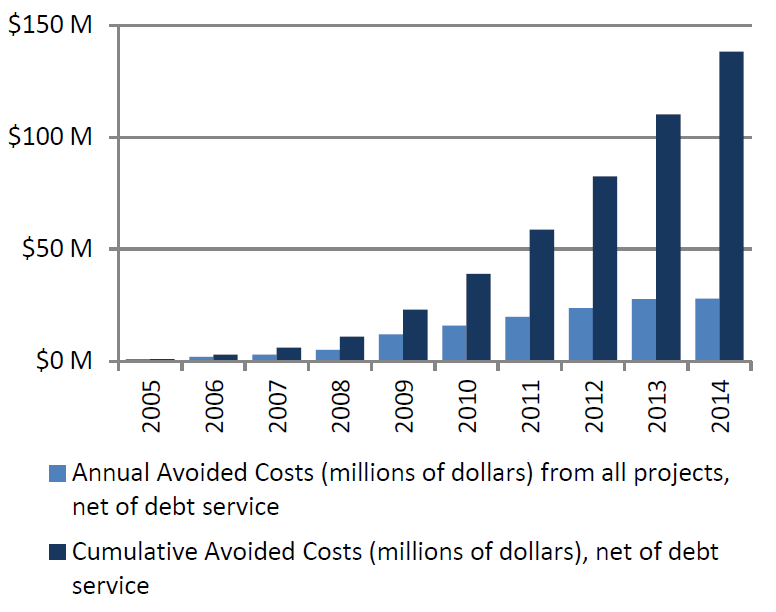 $150 M
$100 M
$50 M
$0 M
2005
2006
2007
2008
2009
2010
2011
2012
2013
2014
Annual Avoided Costs (millions of dollars) from all projects,
net of debt service
Cumulative Avoided Costs (millions of dollars), net of debt
service